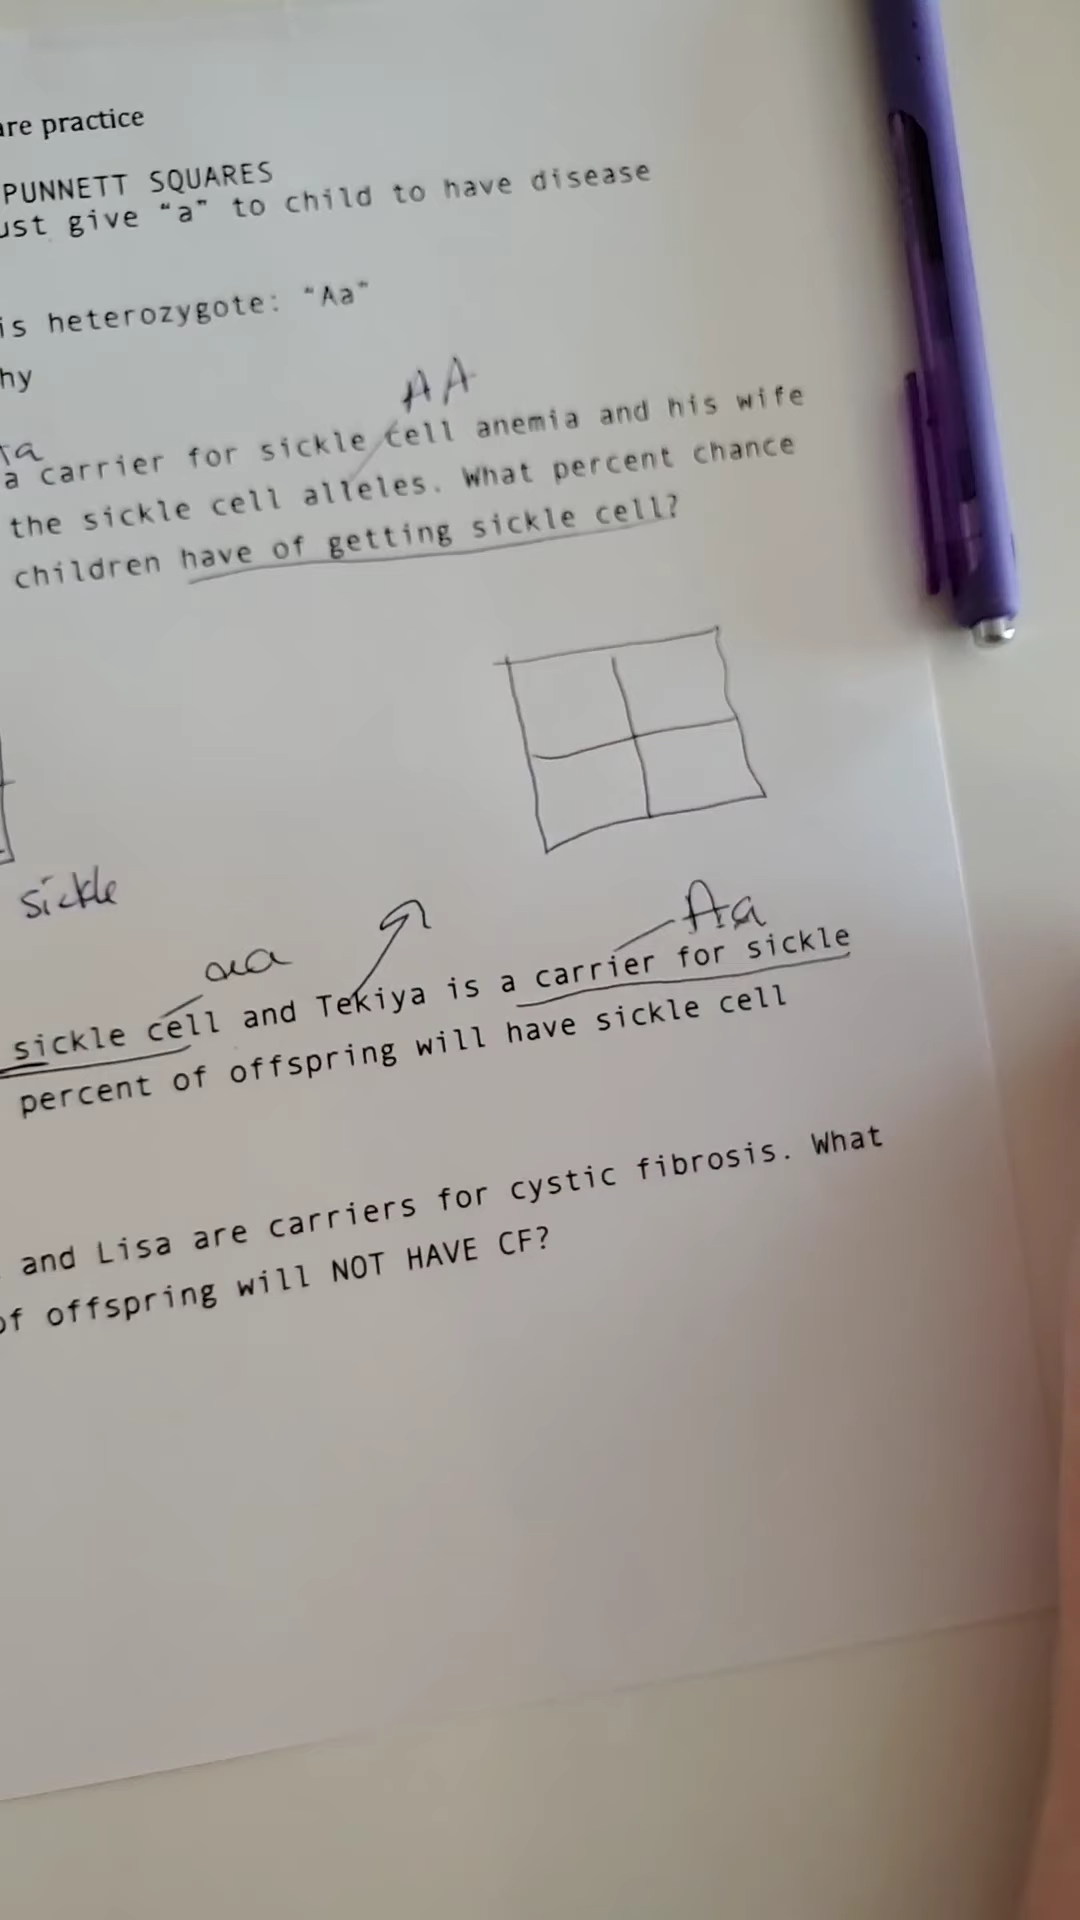 are practice
PUNNETT SQUARES
ust give "a" to child to have disease
is heterozygote: "Aa"
hy
AA
a
a carrier for sickle cell anemia and his wife
the sickle cell alleles. What percent chance
children have of getting sickle cell?
sickle
aa
Aa
sickle cell and Tekiya is a carrier for sickle
percent of offspring will have sickle cell
and Lisa are carriers for cystic fibrosis. What
of offspring will NOT HAVE CF?